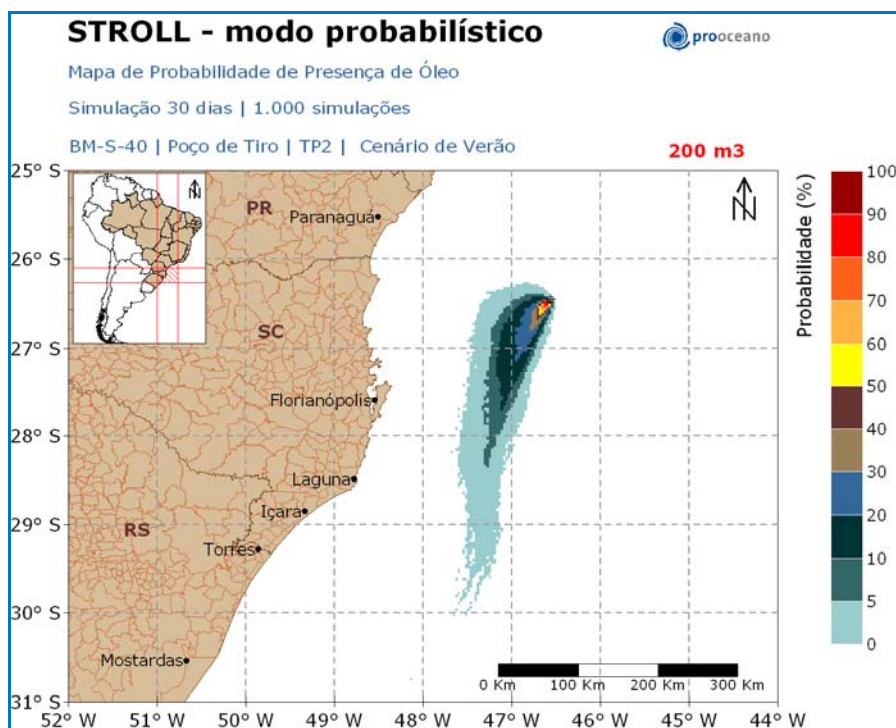 STROLL - modo probabilístico
prooceano
Mapa de Probabilidade de Presença de Óleo
Simulação 30 dias | 1.000 simulações
BM-S-40 | Poço de Tiro | TP2 | Cenário de Verão
200 m3
25° S
26° S
27° S
28° S
29° S
30° S
31° S
52 W
51° W
50° W
49° W
48° W
47° W
46° W
45° W
44° W
N
PR
Paranaguá
SC
Florianópolis
Laguna
Içara
RS
Torres
Mostardas
N
0 Km
100 Km
200 Km
300 Km
Probabilidade (%)
100
90
80
70
60
50
40
30
20
10
5
0